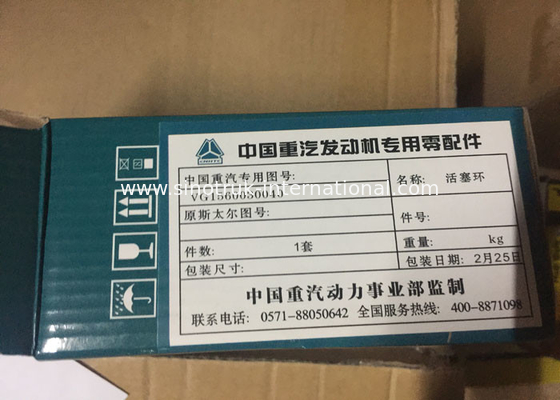 中国重汽发动机专用零配件
中国重汽专用图号: 名称: 活塞环
www.sinotruk-international.com
原斯太尔图号: 件号:
件数: 1套 重量: kg
包装尺寸: 包装日期: 2月25日
中国重汽动力事业部监制
联系电话: 0571-88050642 全国服务热线: 400-8871098